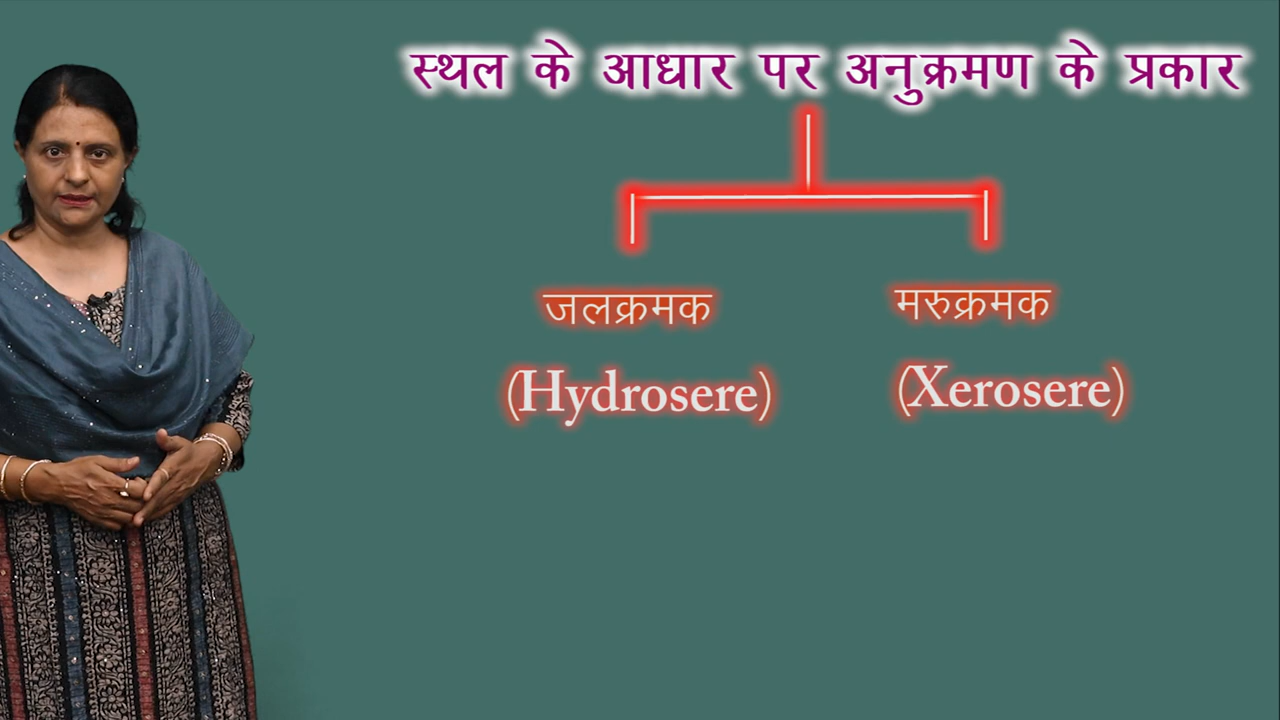 स्थल के आधार पर अनुक्रमण के प्रकार
जलक्रमक
मरुक्रमक
(Hydrosere)
(Xerosere)